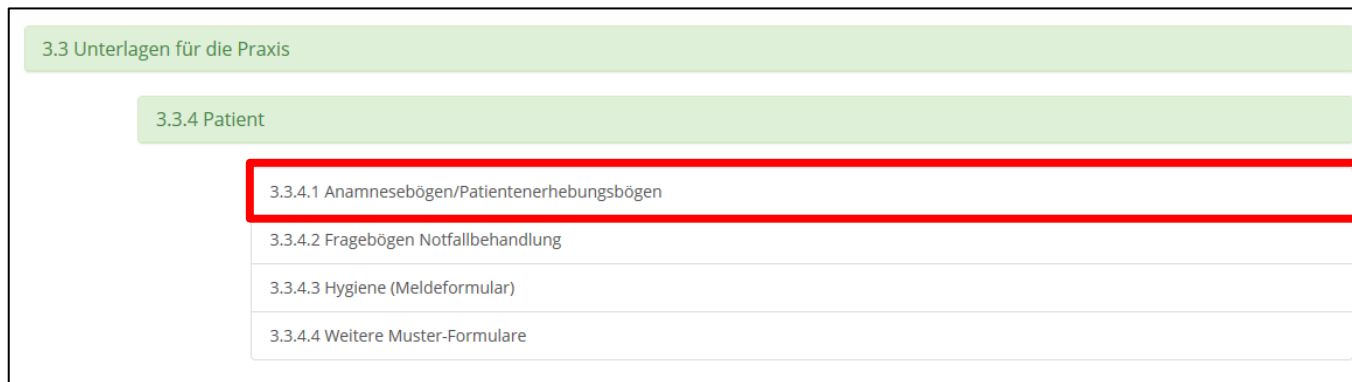 3.3 Unterlagen für die Praxis
3.3.4 Patient
3.3.4.1 Anamnesebögen/Patientenerhebungsbögen
3.3.4.2 Fragebögen Notfallbehandlung
3.3.4.3 Hygiene (Meldeformular)
3.3.4.4 Weitere Muster-Formulare